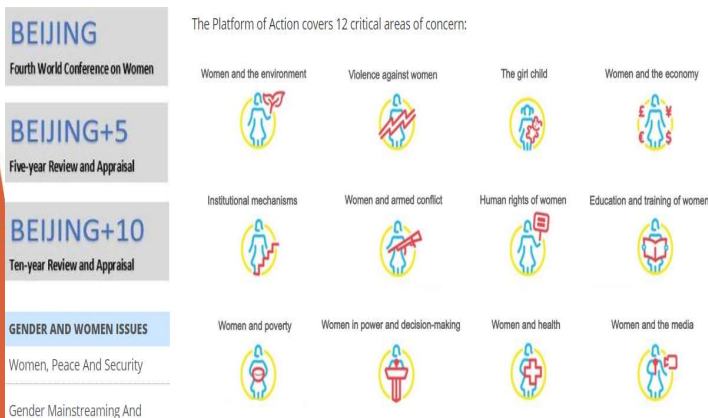 BEIJING
Fourth World Conference on Women
BEIJING+5
Five-year Review and Appraisal
BEIJING+10
Ten-year Review and Appraisal
GENDER AND WOMEN ISSUES
Women, Peace And Security
Gender Mainstreaming And
The Platform of Action covers 12 critical areas of concern:
Women and the environment
Violence against women
The girl child
Women and the economy
£ ¥
€ $
Institutional mechanisms
Women and armed conflict
Human rights of women
Education and training of women
Women and poverty
Women in power and decision-making
Women and health
Women and the media